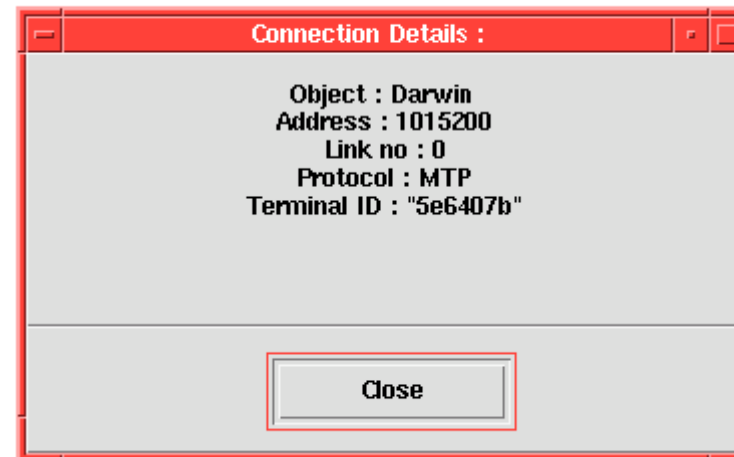 Connection Details :
Object : Darwin
Address : 1015200
Link no : 0
Protocol : MTP
Terminal ID : "5e6407b"
Close